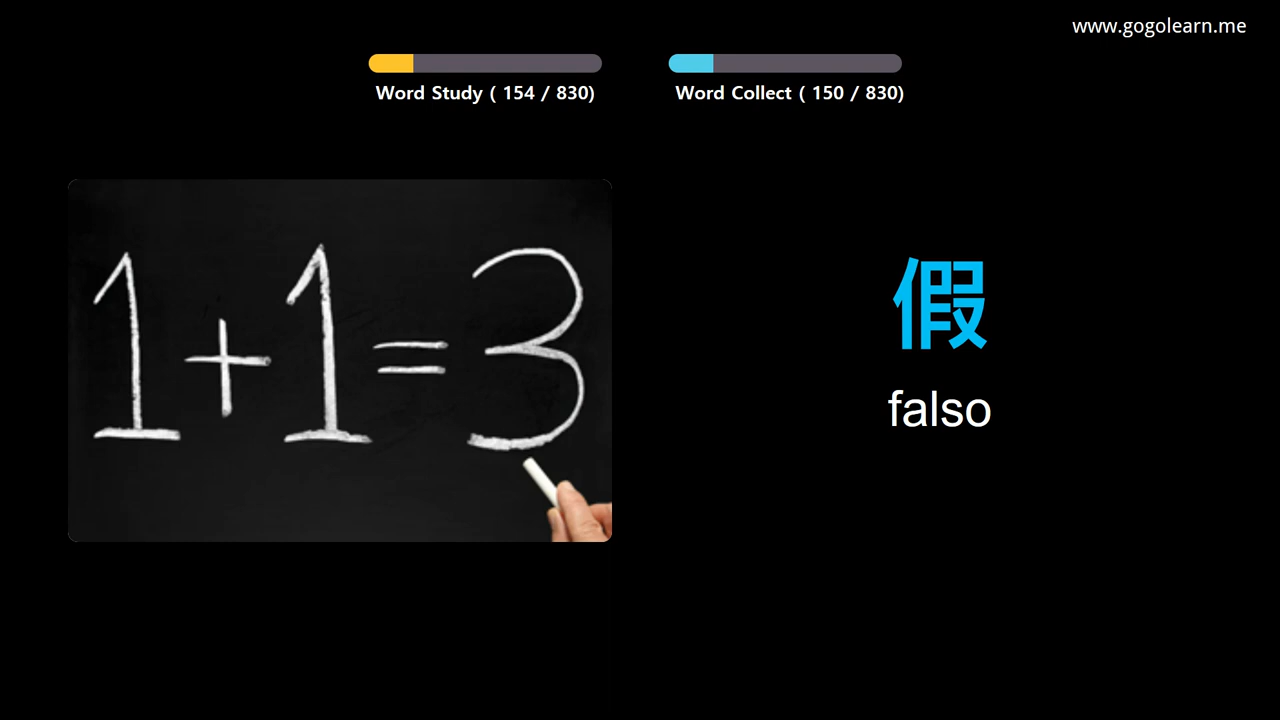 www.gogolearn.me
Word Study ( 154 / 830)
Word Collect ( 150 / 830)
1+1=3
假
falso